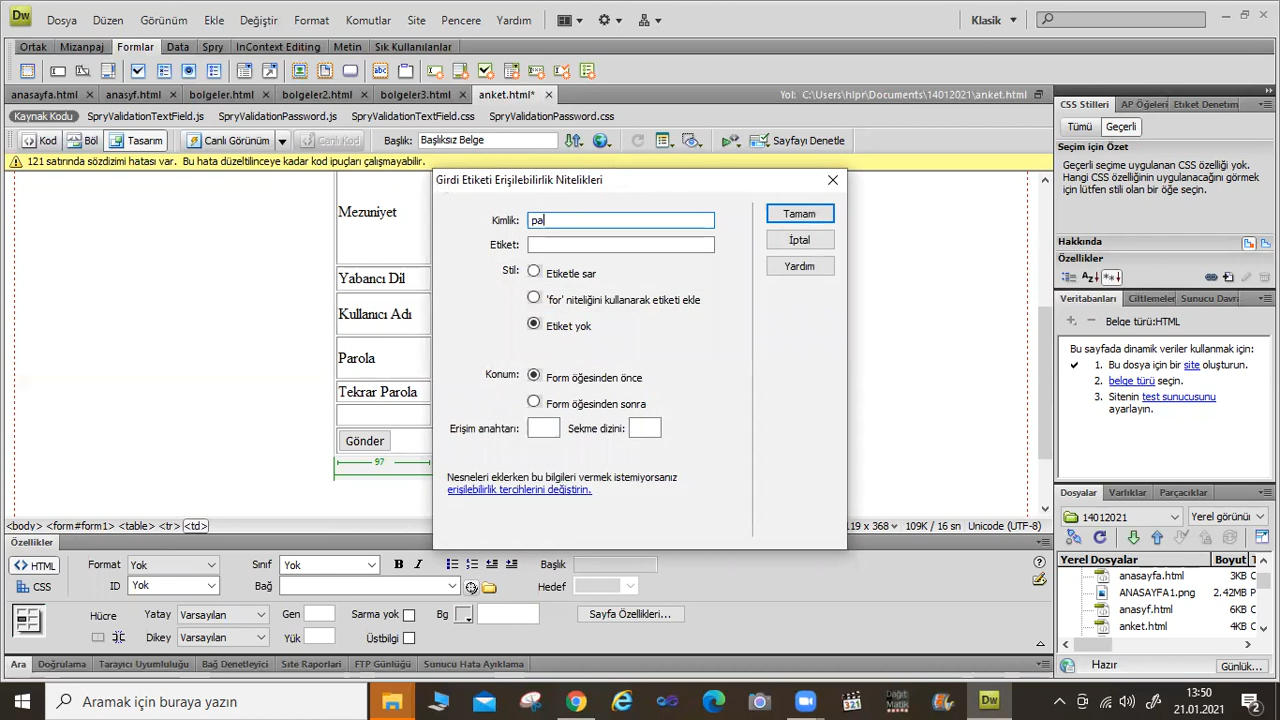 Dw Dosya Düzen Görünüm Ekle Değiştir Format Komutlar Site Pencere Yardım Klasik
Ortak Mizanpaj Formlar Data Spry InContext Editing Metin Sık Kullanılanlar
anasayfa.html anasyf.html bolgeler.html bolgeler2.html bolgeler3.html anket.html* Yol: C:\Users\hlpr\Documents\14012021\anket.html
Kaynak Kodu SpryValidationTextField.js SpryValidationPassword.js SpryValidationTextField.css SpryValidationPassword.css
Kod Böl Tasarım Canlı Görünüm Canlı Kod Başlık: Başlıksız Belge Sayfayı Denetle
121 satırında sözdizimi hatası var. Bu hata düzeltilinceye kadar kod ipuçları çalışmayabilir.
Mezuniyet
Yabancı Dil
Kullanıcı Adı
Parola
Tekrar Parola
Gönder
97
Girdi Etiketi Erişilebilirlik Nitelikleri
Kimlik: pa
Etiket:
Stil: Etiketle sar
'for' niteliğini kullanarak etiketi ekle
Etiket yok
Konum: Form öğesinden önce
Form öğesinden sonra
Erişim anahtarı: Sekme dizini:
Nesneleri eklerken bu bilgileri vermek istemiyorsanız
erişilebilirlik tercihlerini değiştirin.
Tamam
İptal
Yardım
CSS Stilleri AP Öğeleri Etiket Denetim
Tümü Geçerli
Seçim için Özet
Geçerli seçime uygulanan CSS özelliği yok.
Hangi CSS özelliğinin uygulanacağını görmek
için lütfen stili olan bir öğe seçin.
Hakkında
Özellikler
Veritabanları Ciltlemeler Sunucu Davra
Belge türü:HTML
Bu sayfada dinamik veriler kullanmak için:
1. Bu dosya için bir site oluşturun.
2. belge türü seçin.
3. Sitenin test sunucusunu
ayarlayın.
Dosyalar Varlıklar Parçacıklar
14012021 Yerel görünü
Yerel Dosyalar Boyut
anasayfa.html 3KB
ANASAYFA1.png 2.42MB
anasyf.html 6KB
anket.html 4KB
Hazır Günlük...
<body> <form#form1> <table> <tr> <td> 119 x 368 109K / 16 sn Unicode (UTF-8)
Özellikler
HTML Format Yok Sınıf Yok B I Başlık
CSS ID Yok Bağ Hedef
Hücre Yatay Varsayılan Gen Sarma yok Bg Sayfa Özellikleri...
Dikey Varsayılan Yük Üstbilgi
Ara Doğrulama Tarayıcı Uyumluluğu Bağ Denetleyici Site Raporlari FTP Günlüğü Sunucu Hata Ayıklama
Aramak için buraya yazın
321
Dağıt
Matik
Dw
13:50
21.01.2021